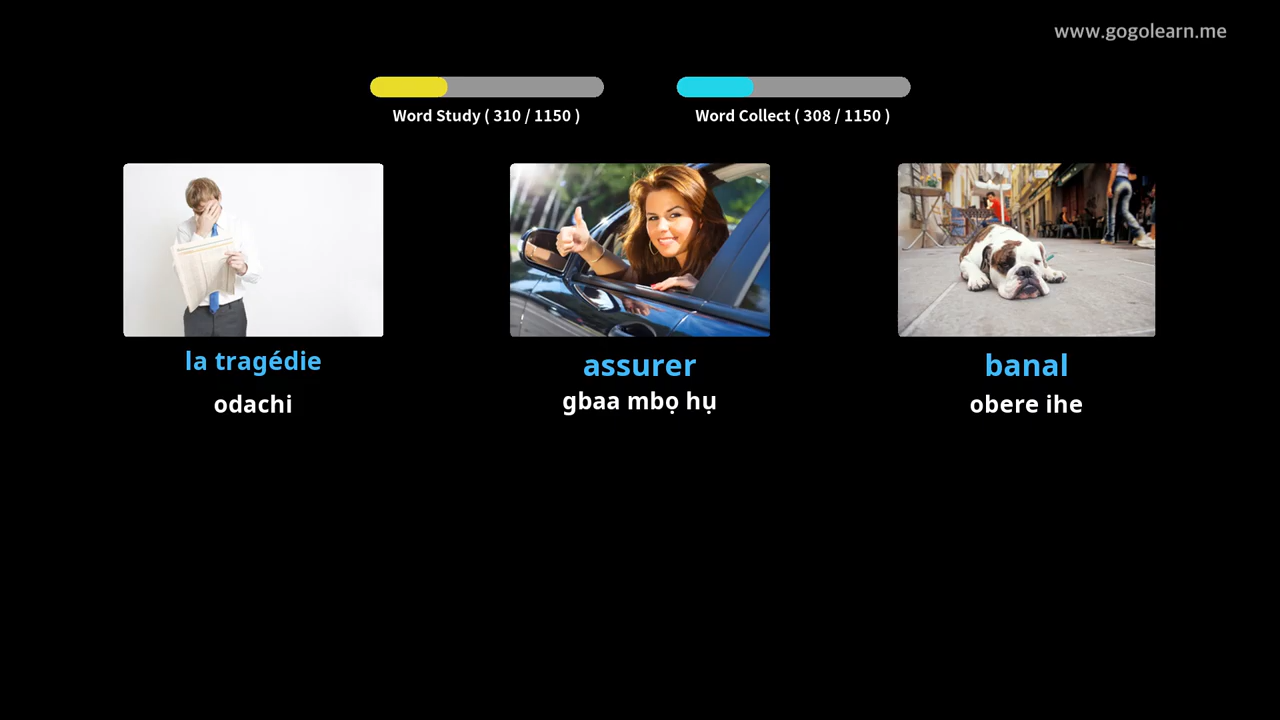 www.gogolearn.me
Word Study ( 310 / 1150 )
Word Collect ( 308 / 1150 )
la tragédie
assurer
banal
odachi
gbaa mbọ hụ
obere ihe